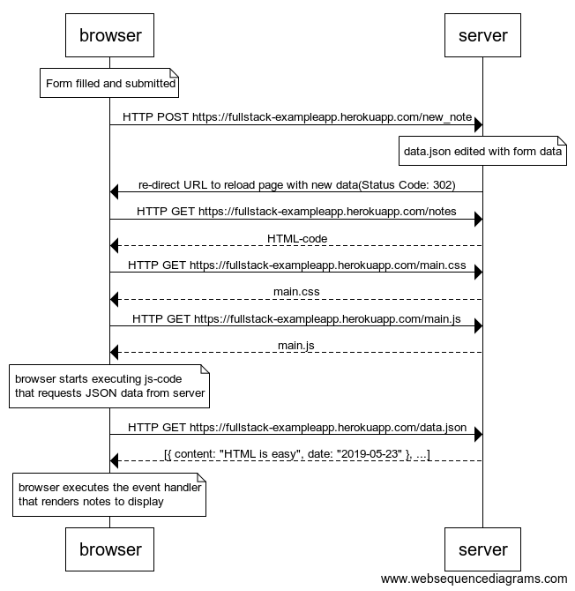 browser
server
Form filled and submitted
HTTP POST https://fullstack-exampleapp.herokuapp.com/new_note
data.json edited with form data
re-direct URL to reload page with new data(Status Code: 302)
HTTP GET https://fullstack-exampleapp.herokuapp.com/notes
HTML-code
HTTP GET https://fullstack-exampleapp.herokuapp.com/main.css
main.css
HTTP GET https://fullstack-exampleapp.herokuapp.com/main.js
main.js
browser starts executing js-code
that requests JSON data from server
HTTP GET https://fullstack-exampleapp.herokuapp.com/data.json
[{ content: "HTML is easy", date: "2019-05-23" }, ...]
browser executes the event handler
that renders notes to display
browser
server
www.websequencediagrams.com